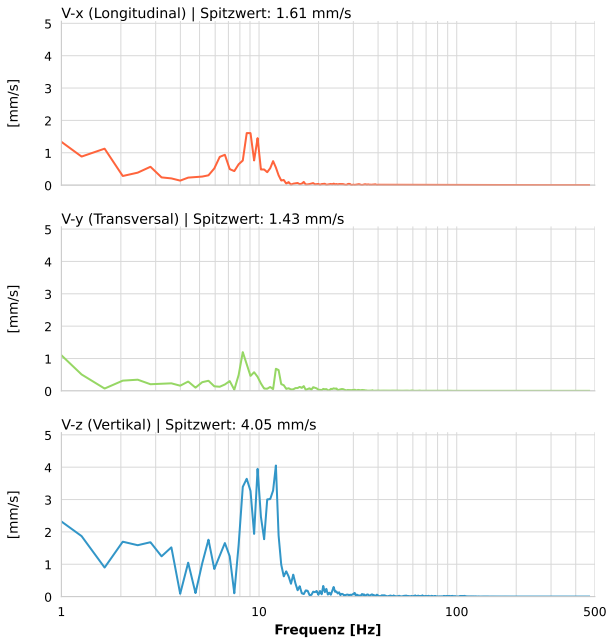 V-x (Longitudinal) | Spitzwert: 1.61 mm/s
5
4
3
2
1
0
[mm/s]
V-y (Transversal) | Spitzwert: 1.43 mm/s
5
4
3
2
1
0
[mm/s]
V-z (Vertikal) | Spitzwert: 4.05 mm/s
5
4
3
2
1
0
[mm/s]
1 10 100 500
Frequenz [Hz]